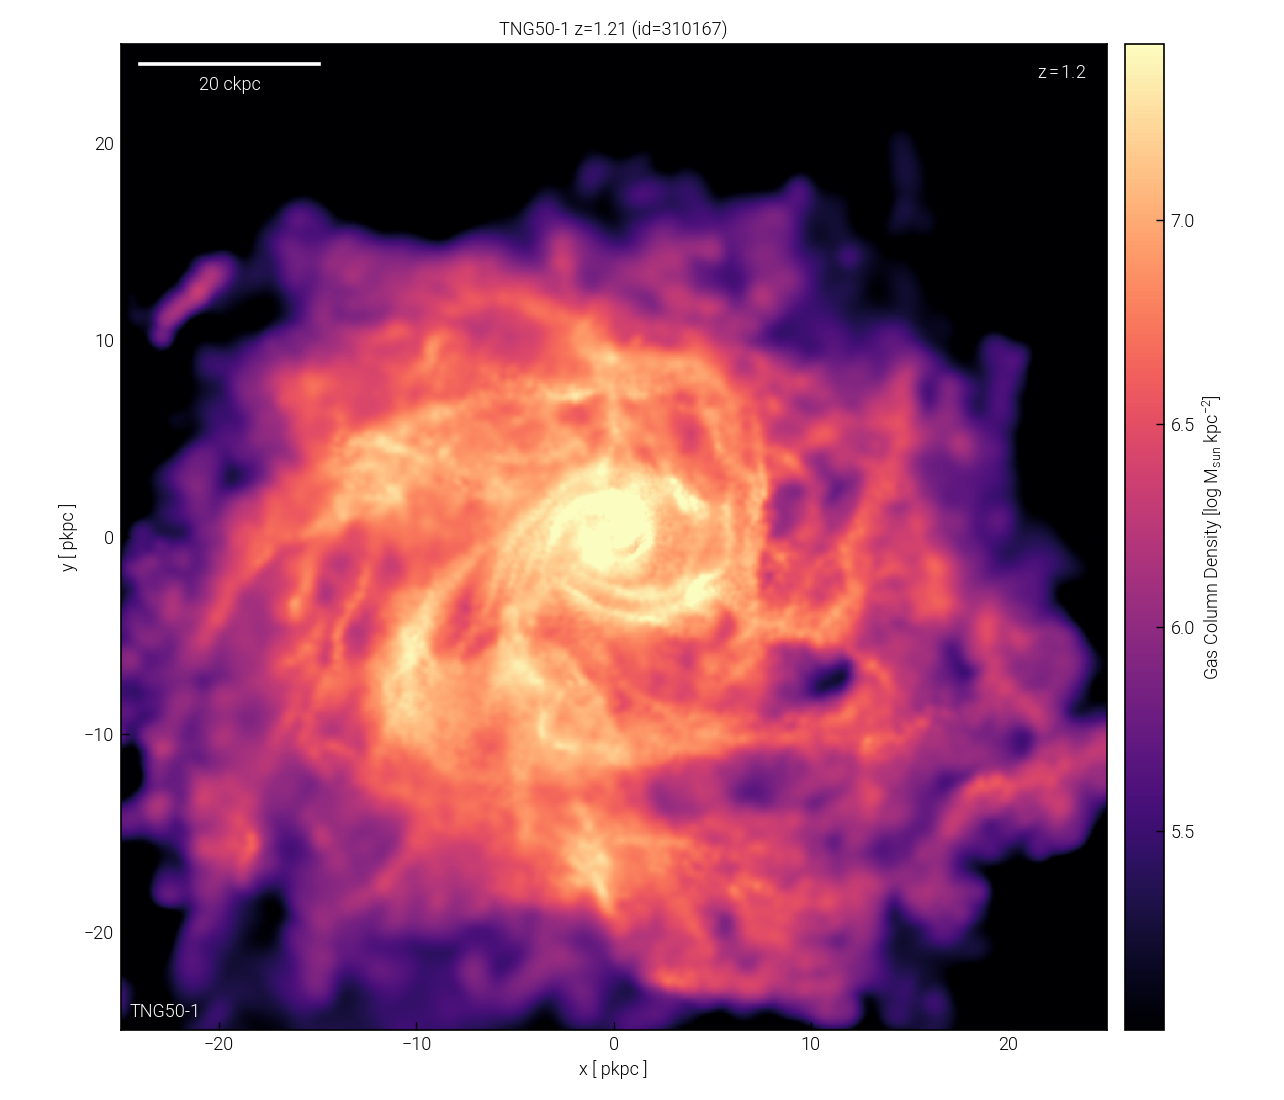 TNG50-1 z=1.21 (id=310167)
20 ckpc
z=1.2
20
10
0
−10
−20
y [ pkpc ]
TNG50-1
−20
−10
0
10
20
x [ pkpc ]
7.0
6.5
6.0
5.5
Gas Column Density [log Msun kpc−2]